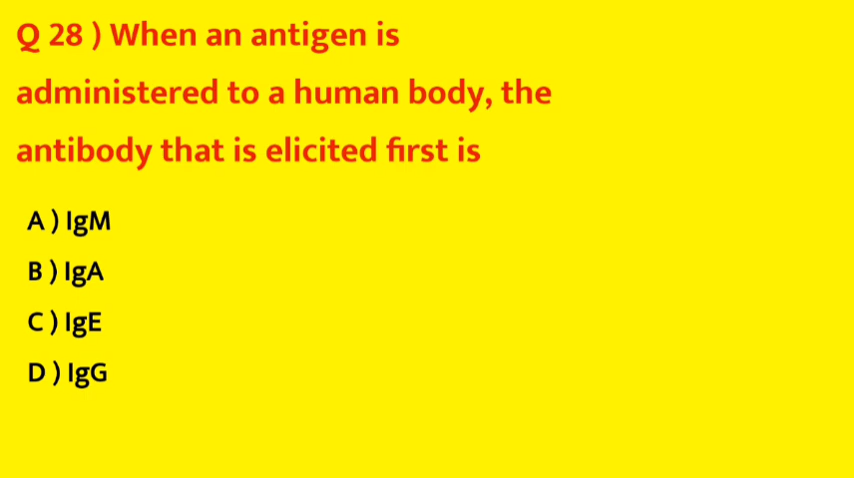 Q 28 ) When an antigen is
administered to a human body, the
antibody that is elicited first is
A ) IgM
B ) IgA
C ) IgE
D ) IgG